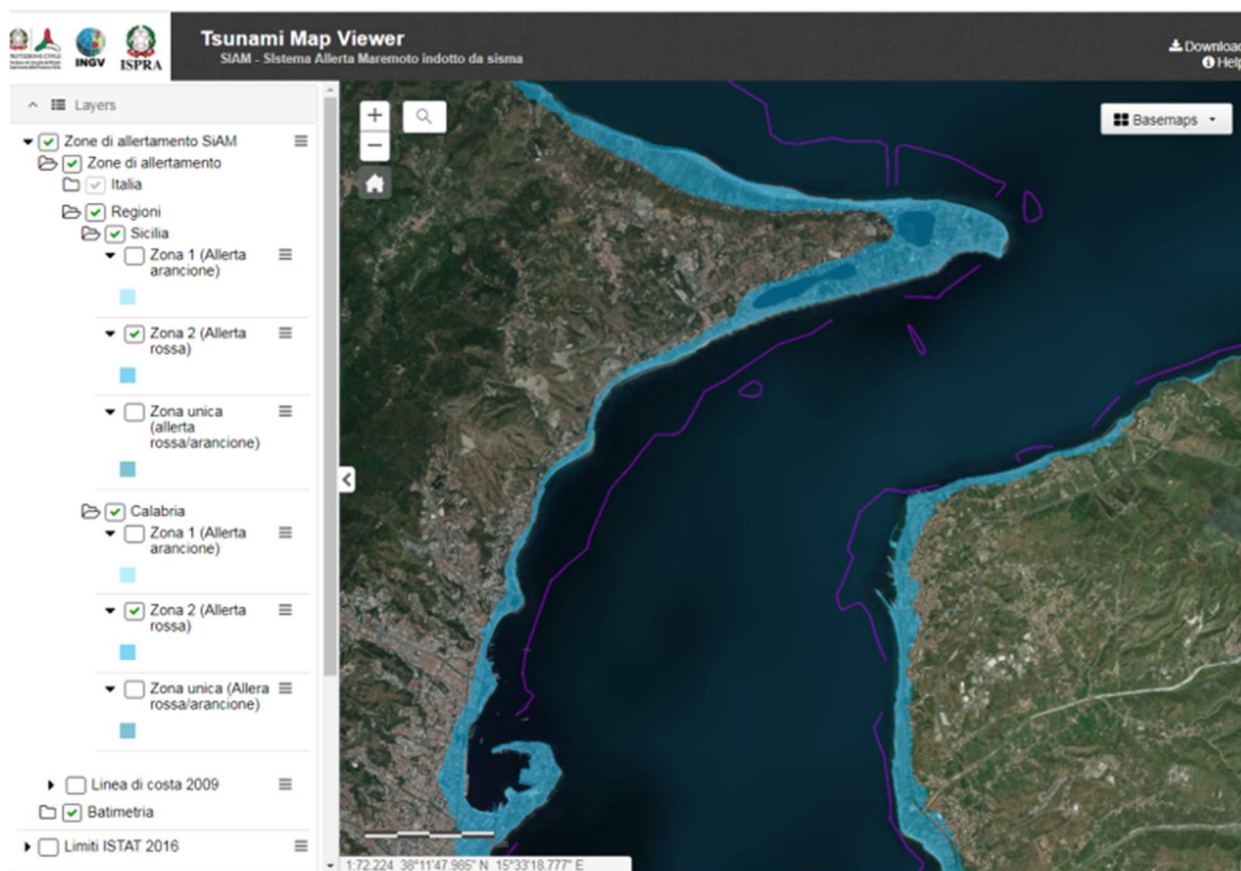 Tsunami Map Viewer
SiAM - Sistema Allerta Maremoto indotto da sisma
INGV
ISPRA
Download
Help
Layers
Basemaps
Zone di allertamento SiAM
Zone di allertamento
Italia
Regioni
Sicilia
Zona 1 (Allerta
arancione)
Zona 2 (Allerta
rossa)
Zona unica
(allerta
rossa/arancione)
Calabria
Zona 1 (Allerta
arancione)
Zona 2 (Allerta
rossa)
Zona unica (Allera
rossa/arancione)
Linea di costa 2009
Batimetria
Limiti ISTAT 2016
1:72.224 38°11'47.985" N 15°33'18.777" E